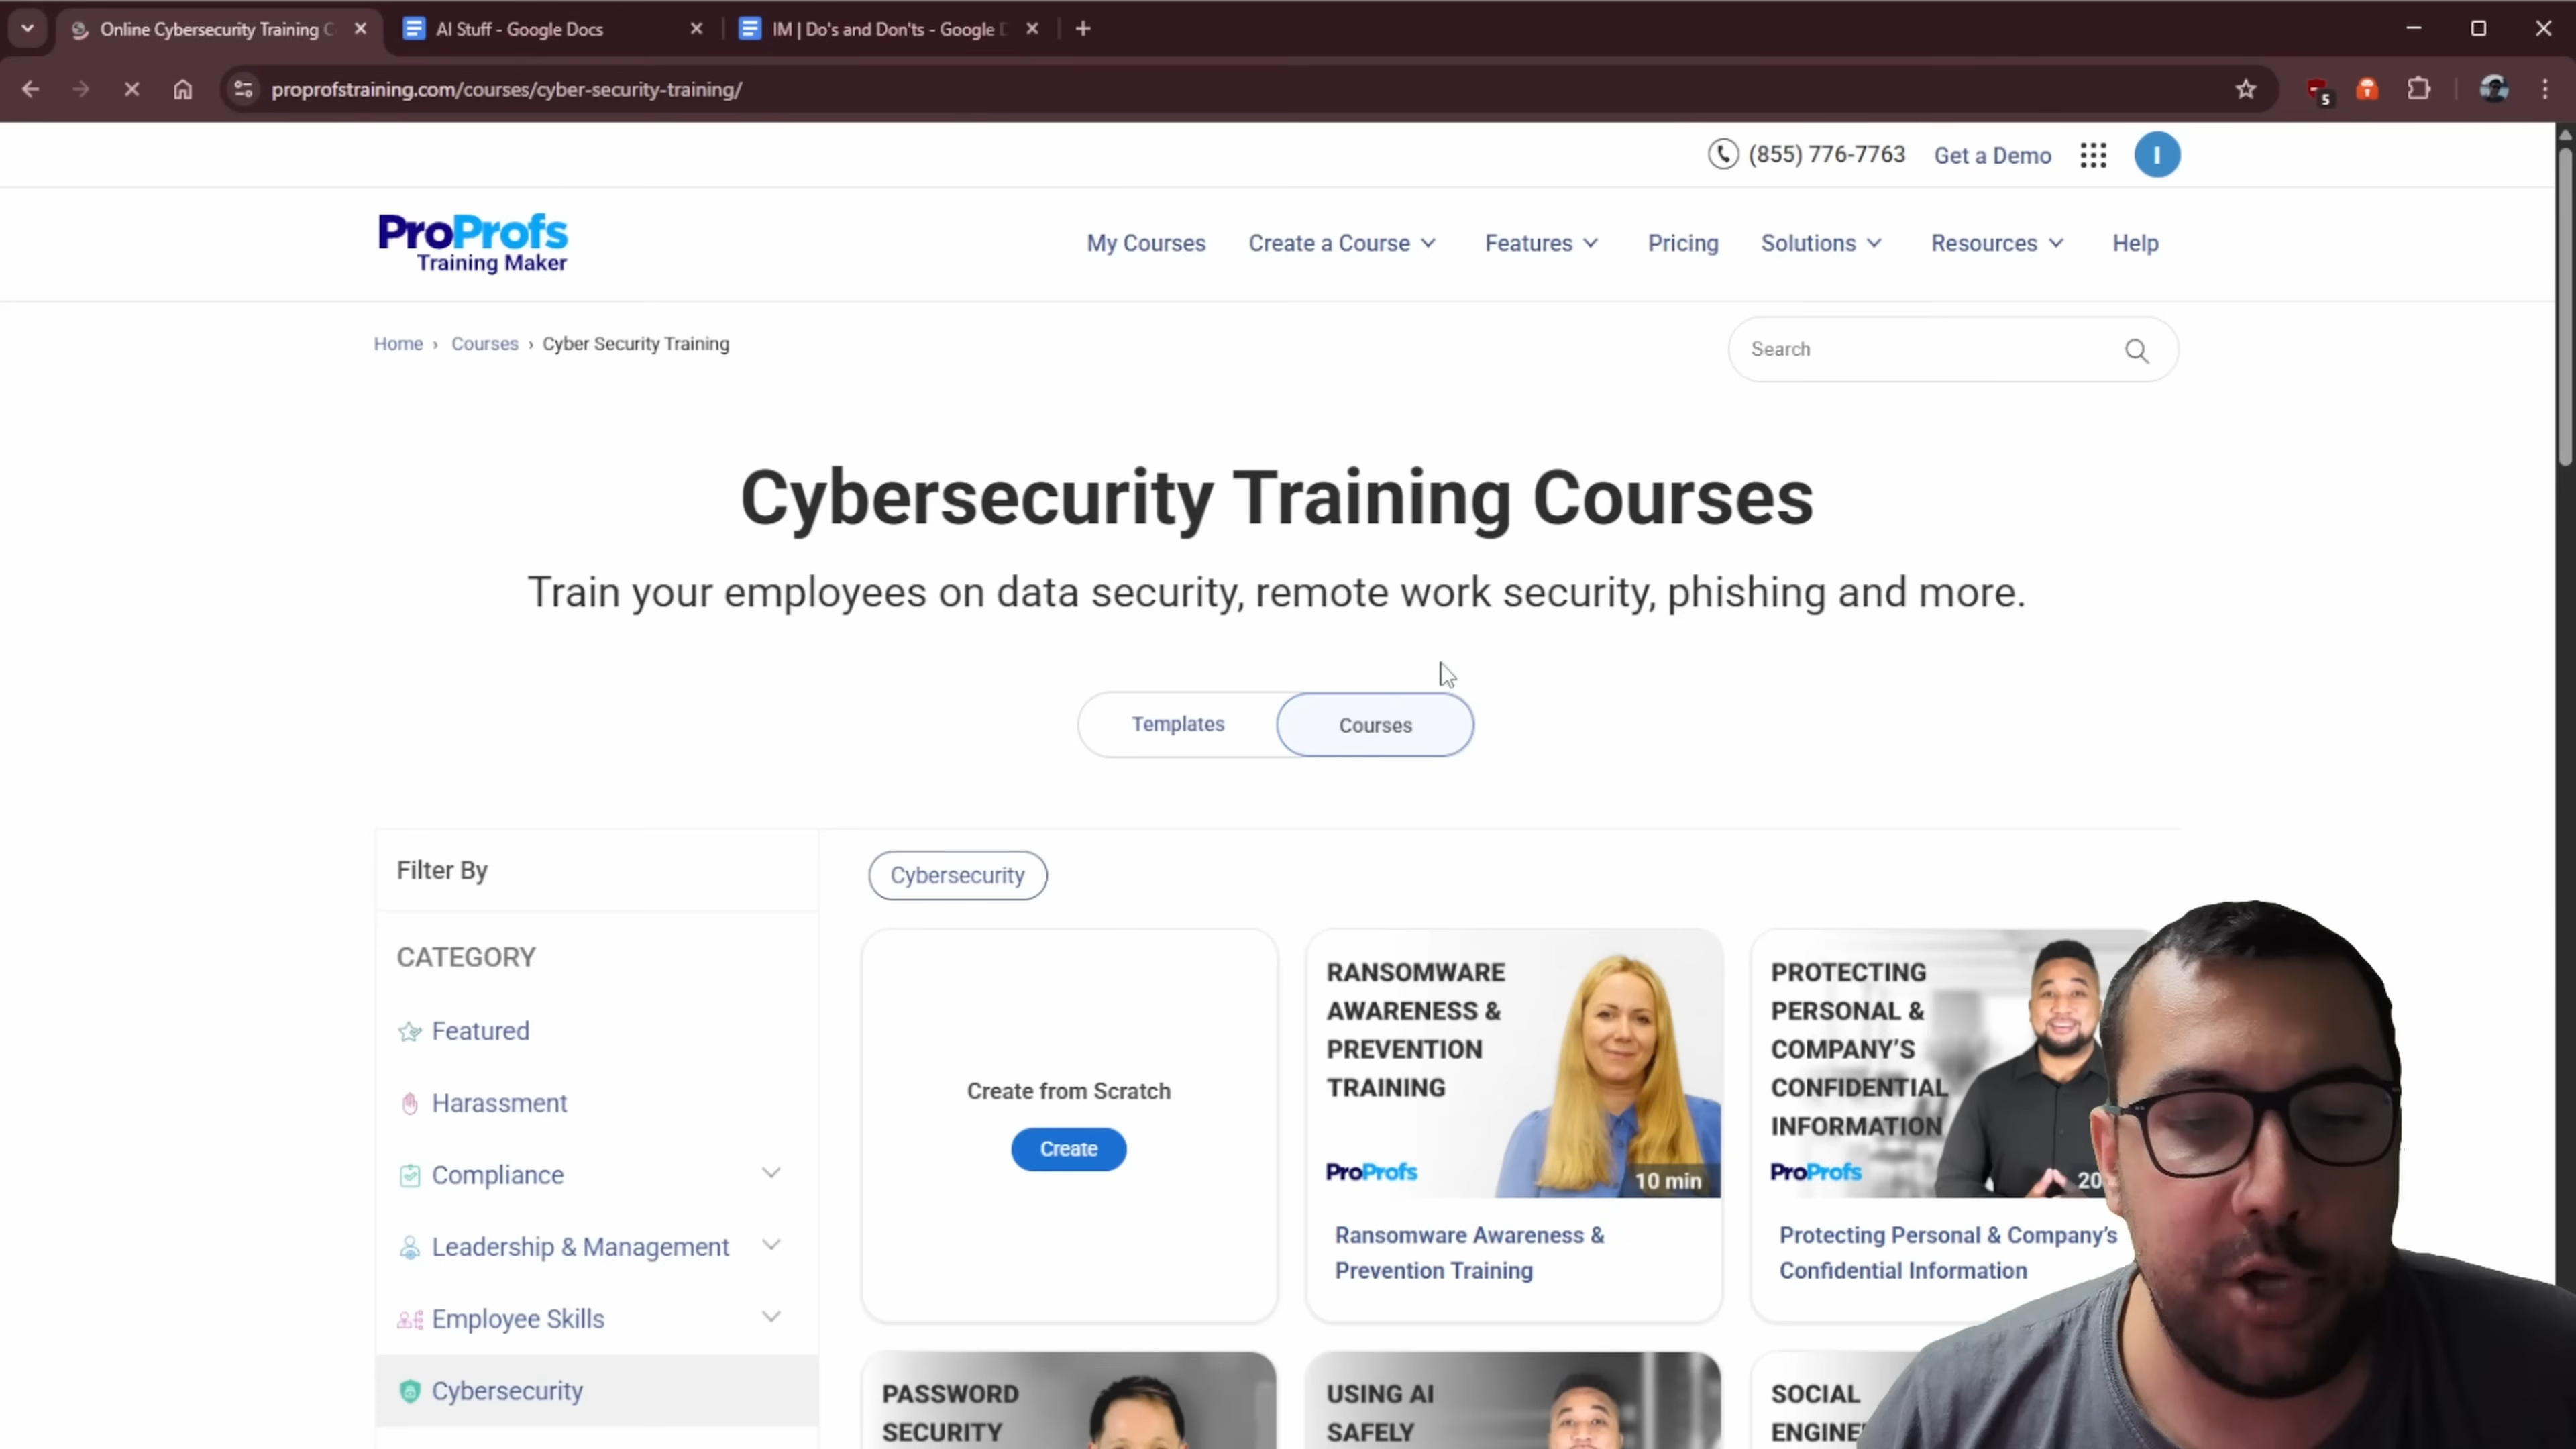 Online Cybersecurity Training C
AI Stuff - Google Docs
IM | Do's and Don'ts - Google D
proprofstraining.com/courses/cyber-security-training/
5
(855) 776-7763
Get a Demo
I
ProProfs
Training Maker
My Courses
Create a Course
Features
Pricing
Solutions
Resources
Help
Home › Courses › Cyber Security Training
Search
Cybersecurity Training Courses
Train your employees on data security, remote work security, phishing and more.
Templates
Courses
Filter By
CATEGORY
Featured
Harassment
Compliance
Leadership & Management
Employee Skills
Cybersecurity
Cybersecurity
Create from Scratch
Create
RANSOMWARE
AWARENESS &
PREVENTION
TRAINING
ProProfs
10 min
Ransomware Awareness &
Prevention Training
PROTECTING
PERSONAL &
COMPANY'S
CONFIDENTIAL
INFORMATION
ProProfs
20
Protecting Personal & Company's
Confidential Information
PASSWORD
SECURITY
USING AI
SAFELY
SOCIAL